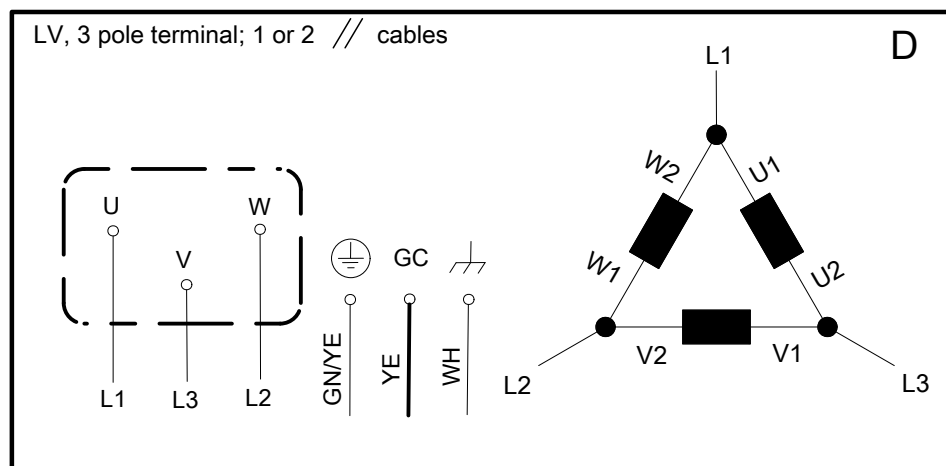 LV, 3 pole terminal; 1 or 2 // cables
D
L1
U
W
V
GC
GN/YE
YE
WH
L1
L3
L2
W2
U1
W1
U2
V2
V1
L2
L3